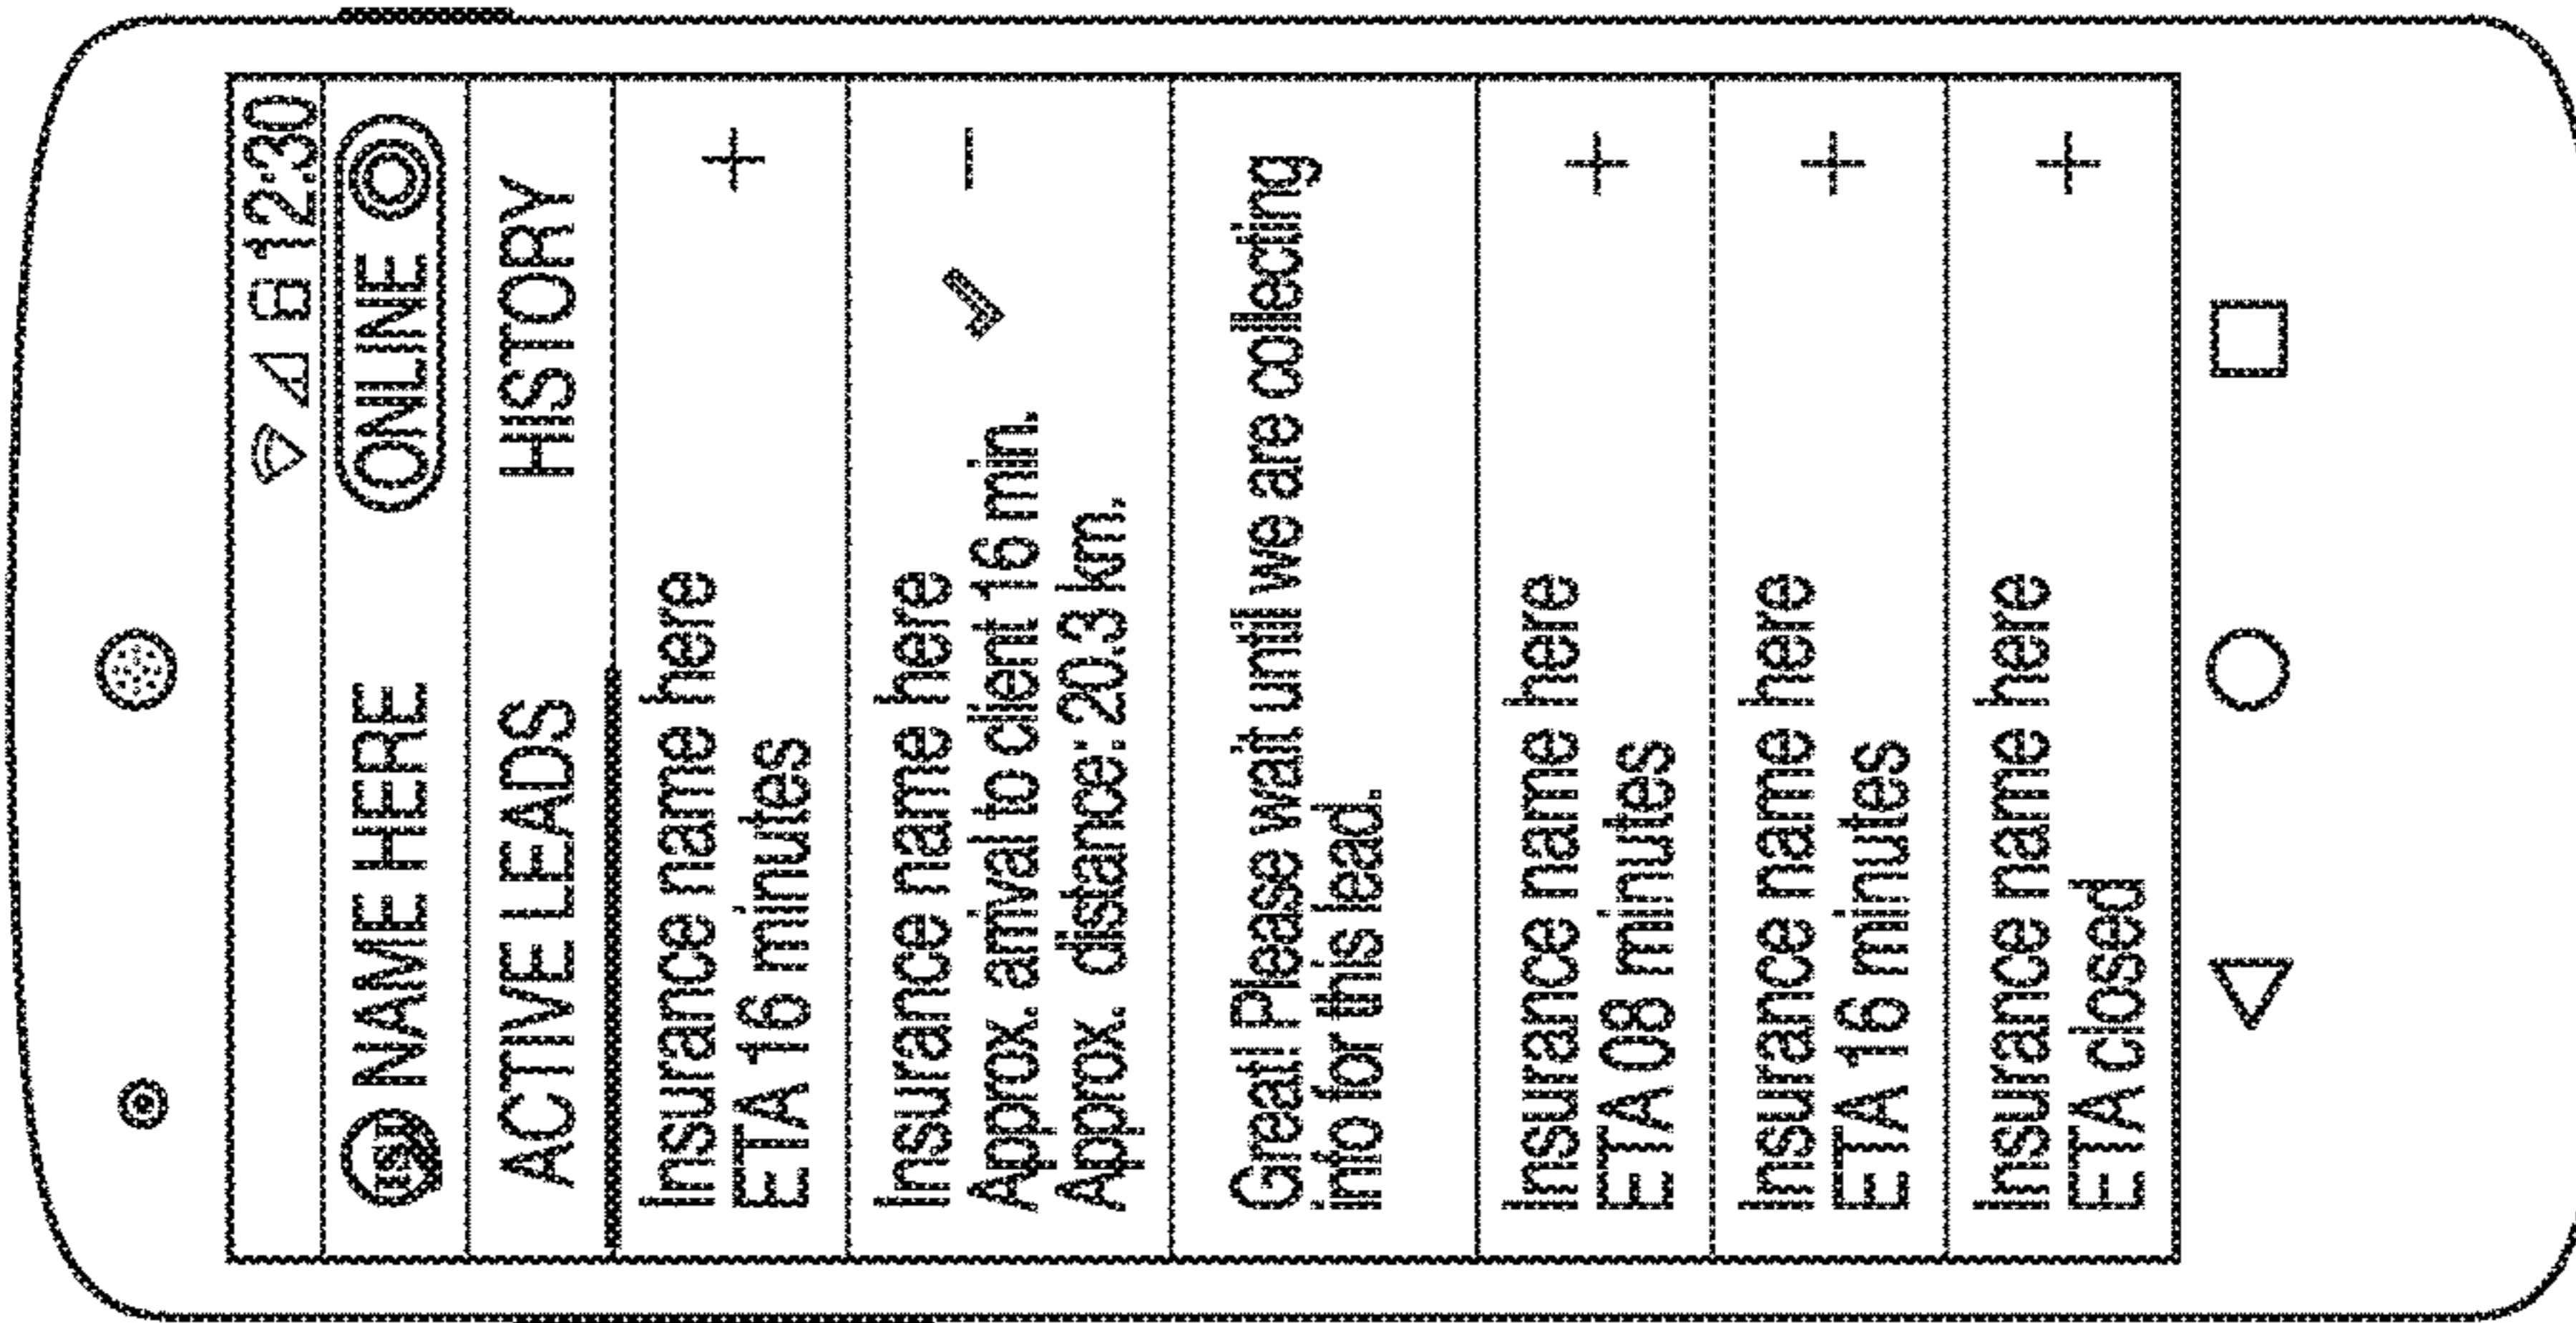 12:30
NAME HERE ONLINE
ACTIVE LEADS HISTORY
Insurance name here +
ETA 16 minutes
Insurance name here –
Approx. arrival to client 16 min.
Approx. distance: 20.3 km.
Great! Please wait until we are collecting
info for this lead.
Insurance name here +
ETA 08 minutes
Insurance name here +
ETA 16 minutes
Insurance name here +
ETA closed